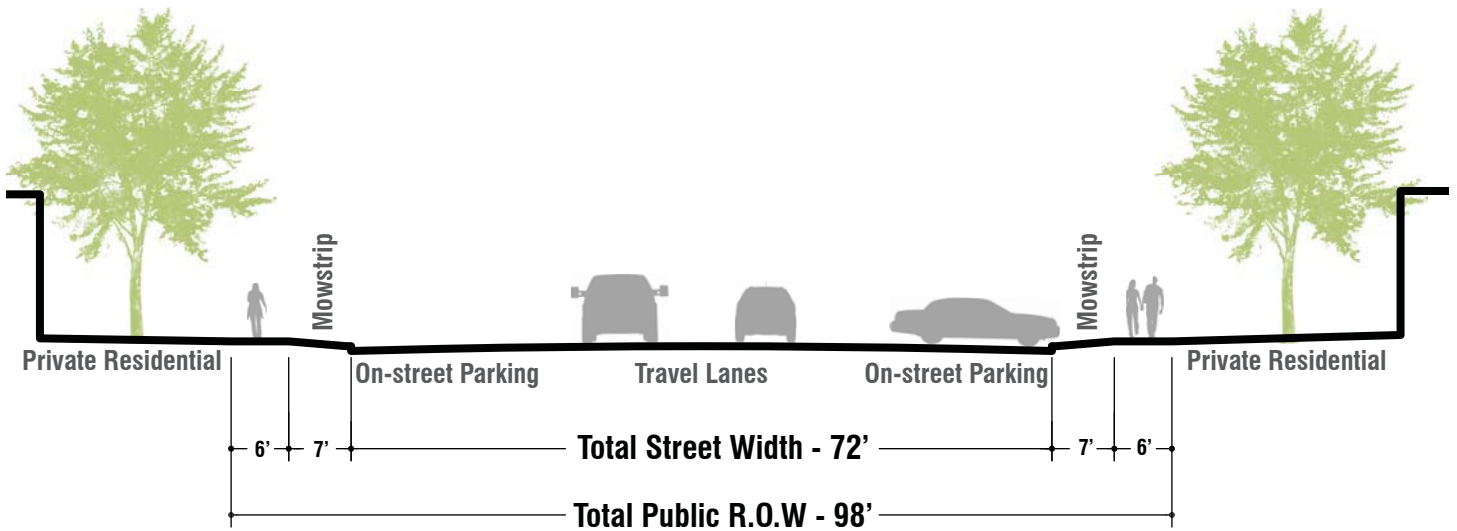 Mowstrip
Mowstrip
Private Residential
On-street Parking
Travel Lanes
On-street Parking
Private Residential
6’
7’
Total Street Width - 72’
7’
6’
Total Public R.O.W - 98’